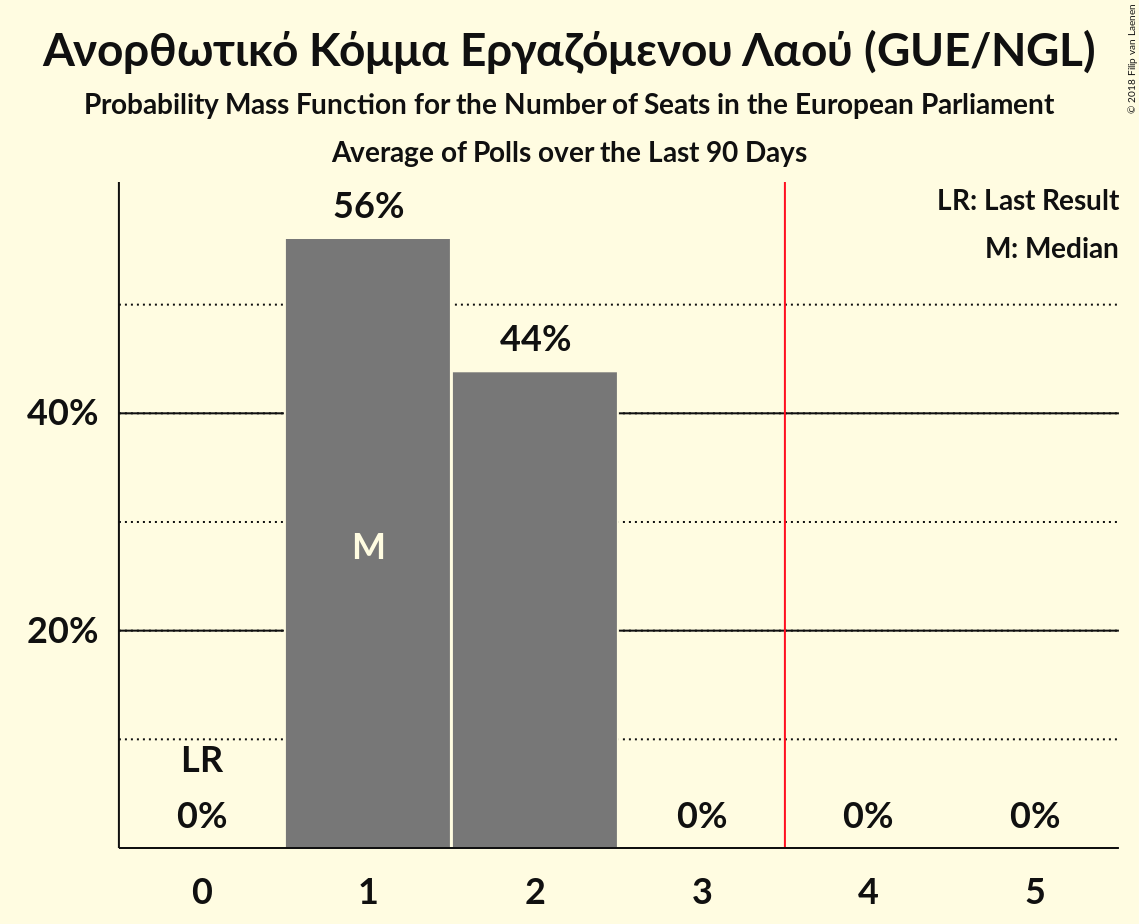 Ανορθωτικό Κόμμα Εργαζόμενου Λαού (GUE/NGL)
Probability Mass Function for the Number of Seats in the European Parliament
Average of Polls over the Last 90 Days
© 2018 Filip van Laenen
LR: Last Result
M: Median
56%
44%
40%
M
20%
LR
0%
0%
0%
0%
0
1
2
3
4
5